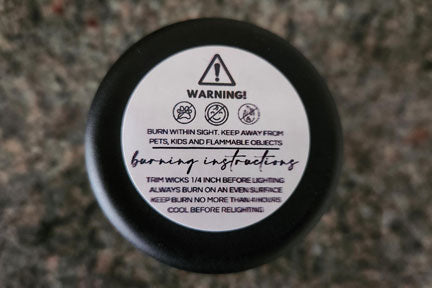 WARNING!
BURN WITHIN SIGHT. KEEP AWAY FROM
PETS, KIDS AND FLAMMABLE OBJECTS
burning instructions
TRIM WICKS 1/4 INCH BEFORE LIGHTING
ALWAYS BURN ON AN EVEN SURFACE
KEEP BURN NO MORE THAN 4 HOURS
COOL BEFORE RELIGHTING